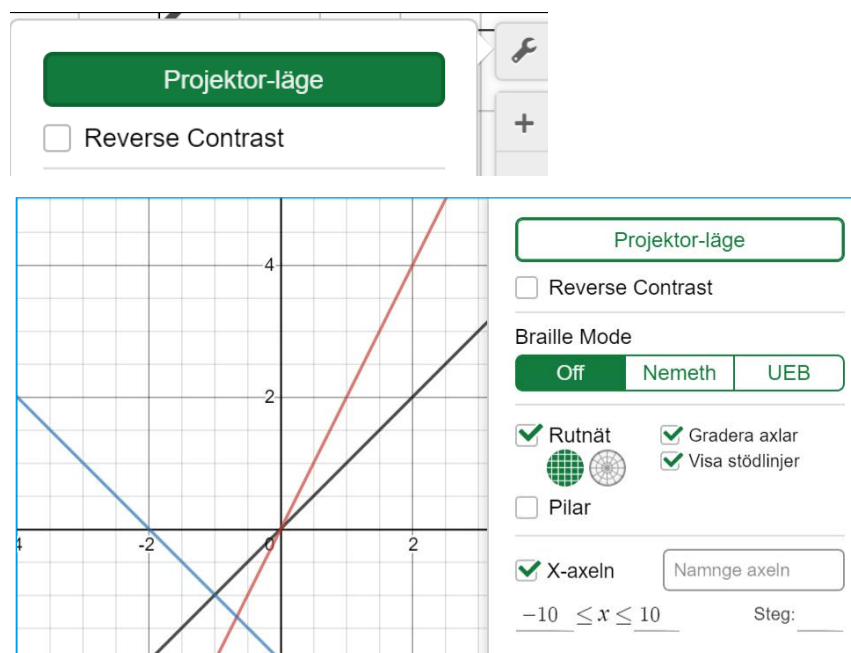 Projektor-läge
Reverse Contrast
+
4
2
4
-2
0
2
Projektor-läge
Reverse Contrast
Braille Mode
Off Nemeth UEB
Rutnät Gradera axlar
Visa stödlinjer
Pilar
X-axeln Namnge axeln
−10 ≤ x ≤ 10 Steg: